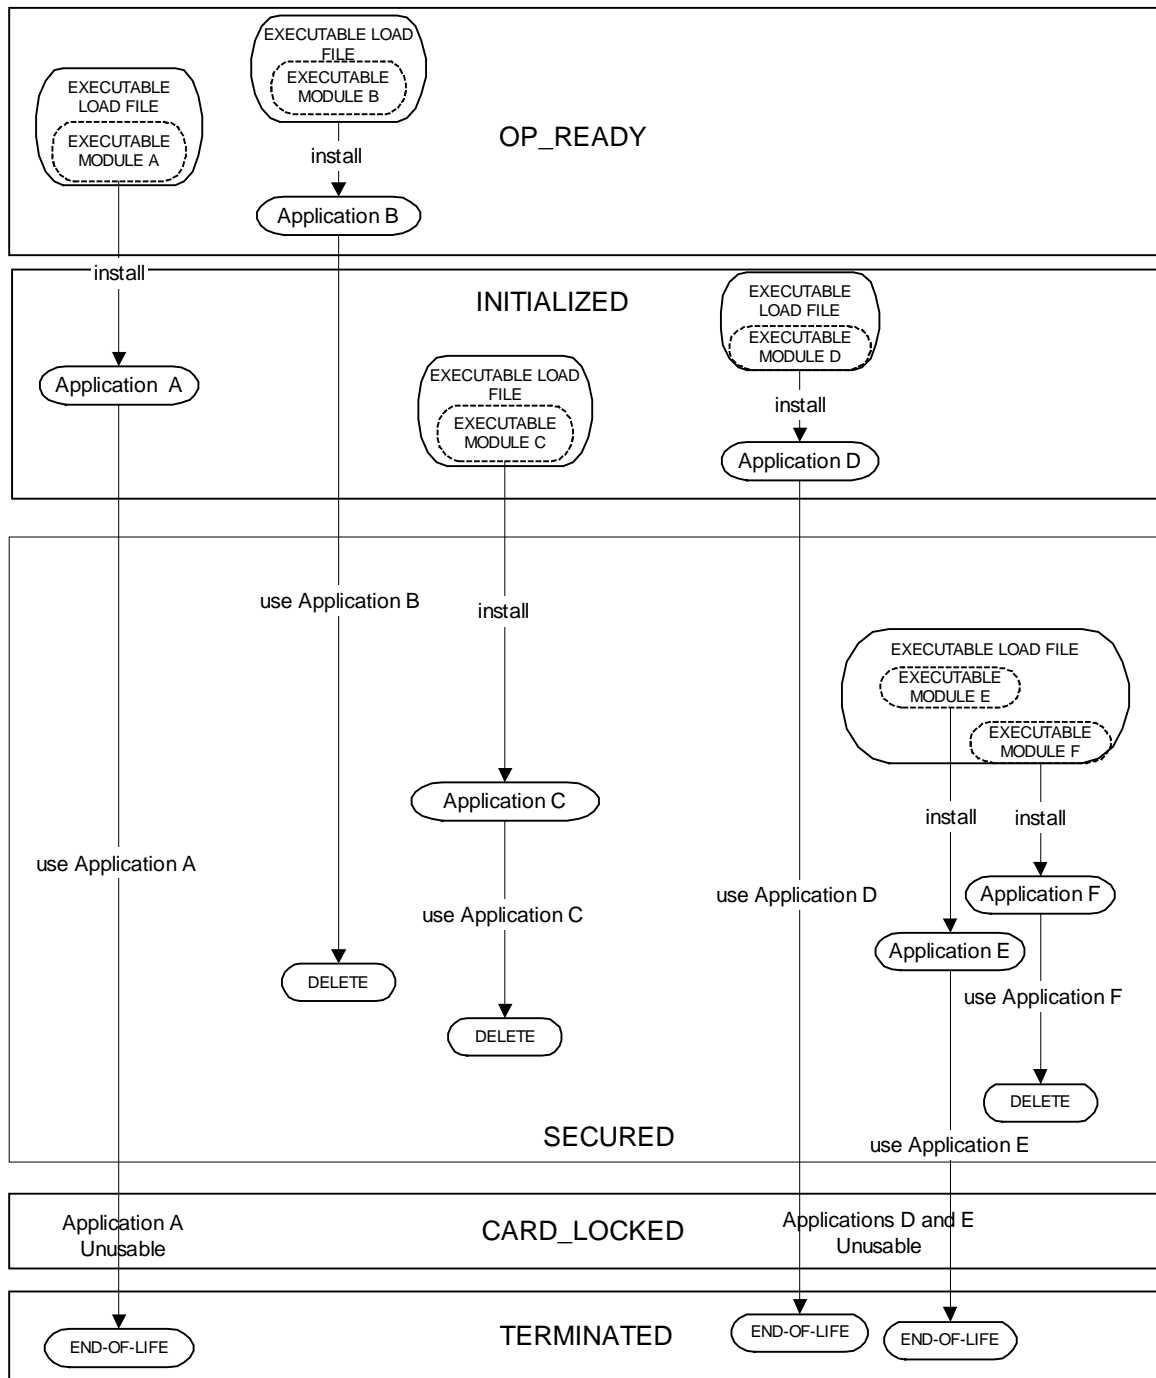 EXECUTABLE LOAD
FILE
EXECUTABLE
MODULE B
EXECUTABLE
LOAD FILE
EXECUTABLE
MODULE A
OP_READY
install
Application B
install
INITIALIZED
EXECUTABLE
LOAD FILE
EXECUTABLE
MODULE D
Application A
EXECUTABLE LOAD
FILE
EXECUTABLE
MODULE C
install
Application D
use Application B
install
EXECUTABLE LOAD FILE
EXECUTABLE
MODULE E
EXECUTABLE
MODULE F
Application C
install
install
use Application A
use Application C
use Application D
Application F
Application E
DELETE
use Application F
DELETE
DELETE
SECURED
use Application E
Application A
Unusable
CARD_LOCKED
Applications D and E
Unusable
END-OF-LIFE
TERMINATED
END-OF-LIFE
END-OF-LIFE